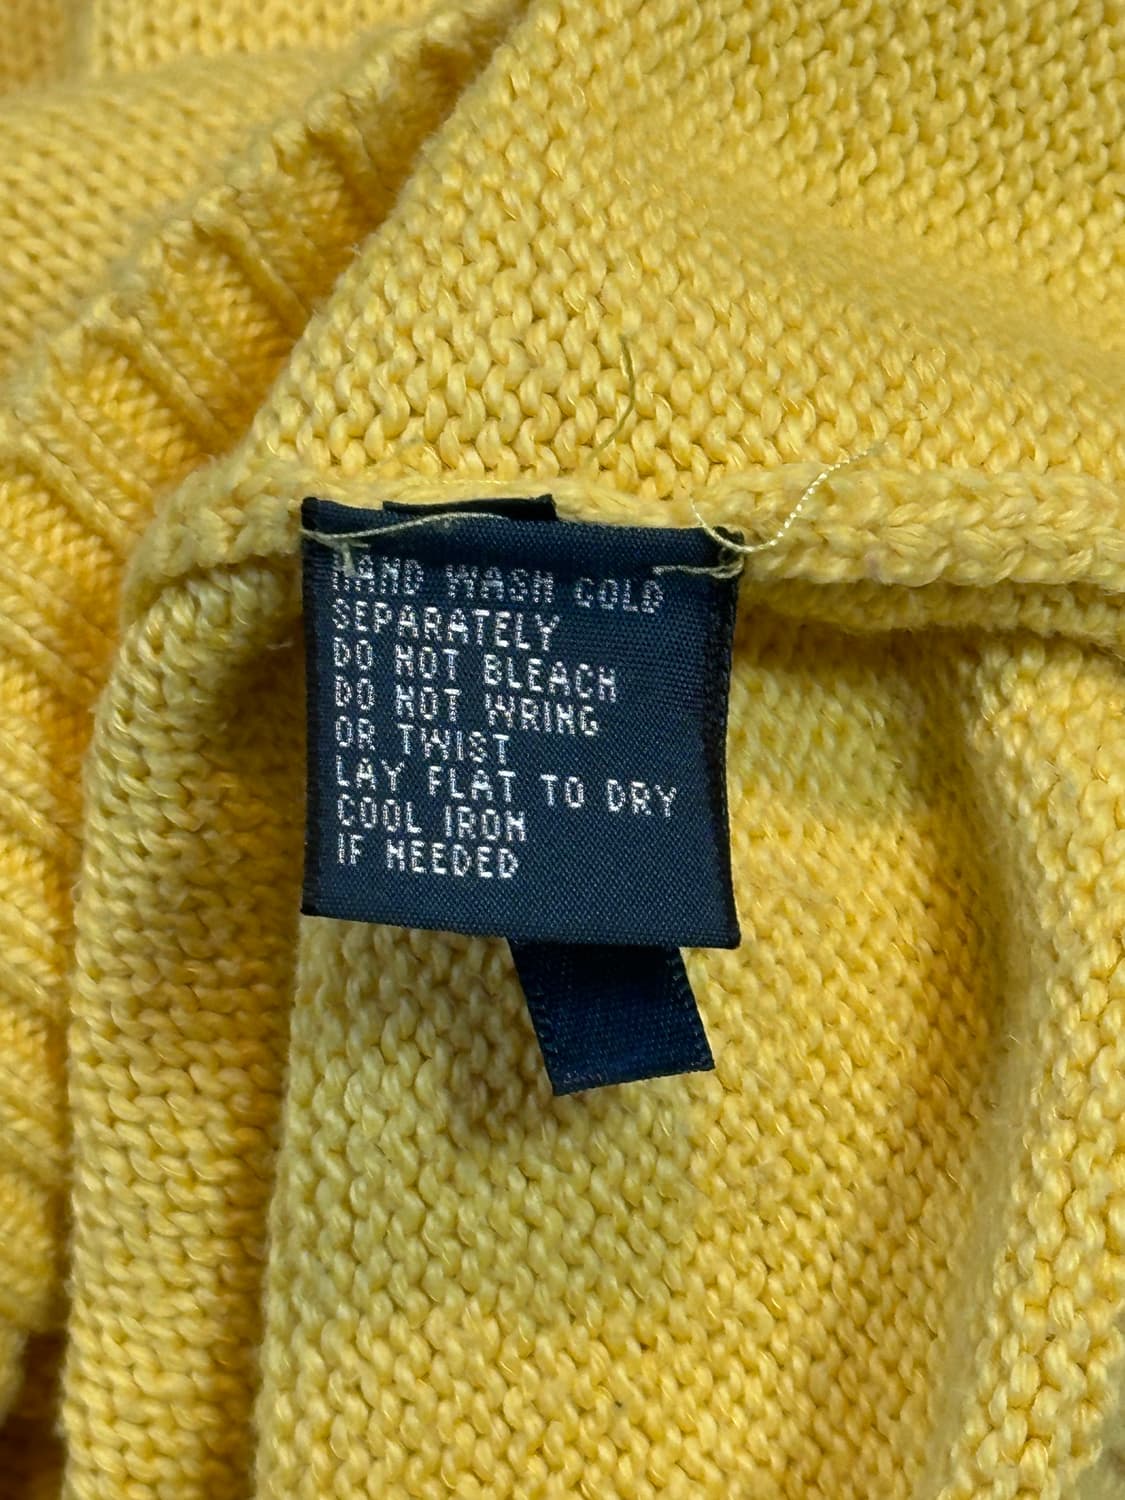 HAND WASH COLD
SEPARATELY
DO NOT BLEACH
DO NOT WRING
OR TWIST
LAY FLAT TO DRY
COOL IRON
IF NEEDED